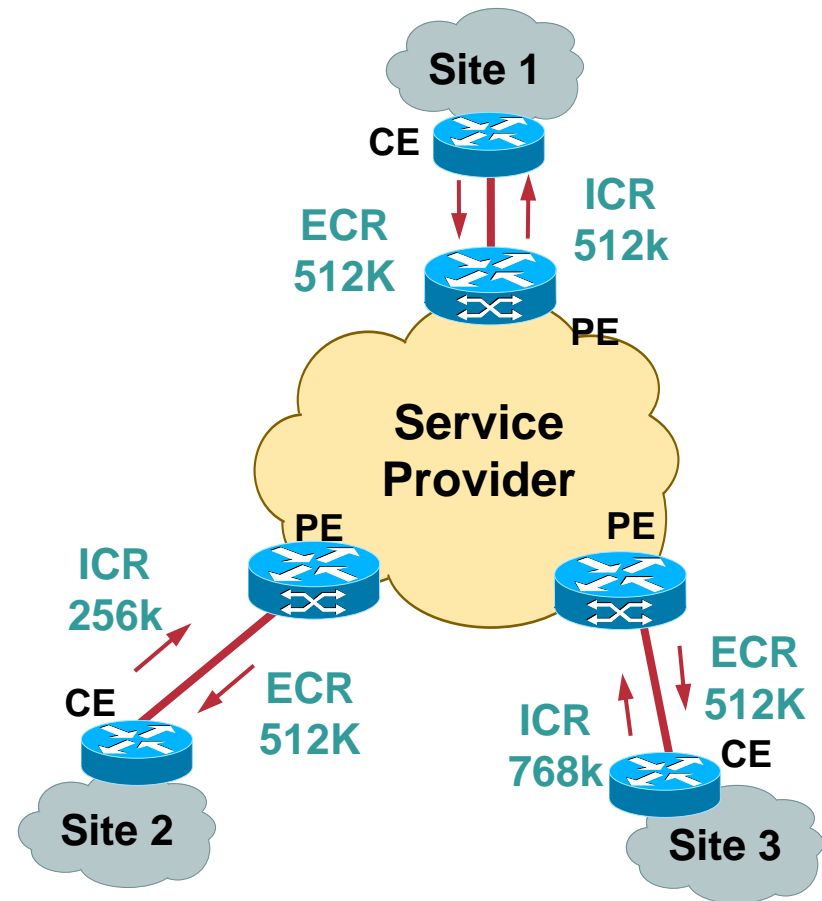 Site 1
CE
ECR
512K
ICR
512k
PE
Service
Provider
PE
PE
ICR
256k
ECR
512K
CE
Site 2
ECR
512K
ICR
768k
CE
Site 3